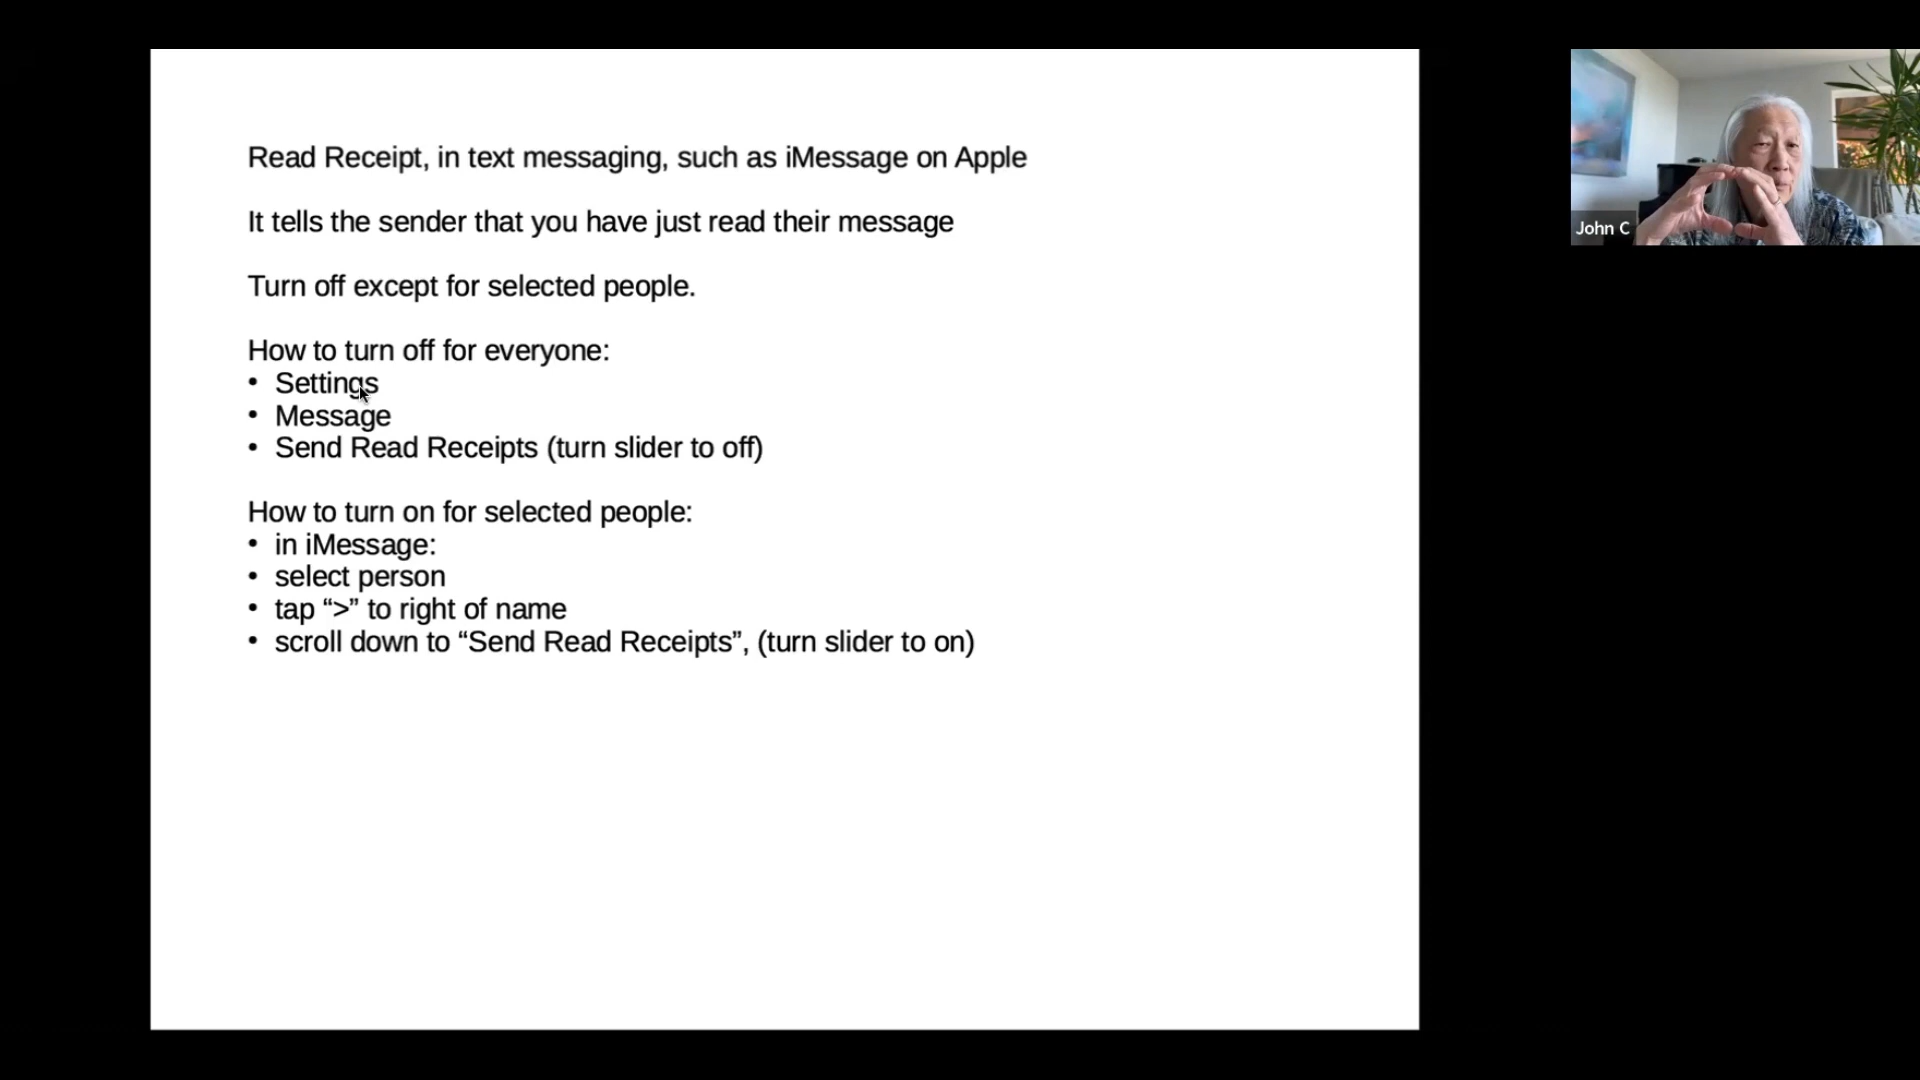 Read Receipt, in text messaging, such as iMessage on Apple
It tells the sender that you have just read their message
Turn off except for selected people.
How to turn off for everyone:
• Settings
• Message
• Send Read Receipts (turn slider to off)
How to turn on for selected people:
• in iMessage:
• select person
• tap “>” to right of name
• scroll down to “Send Read Receipts”, (turn slider to on)
John C